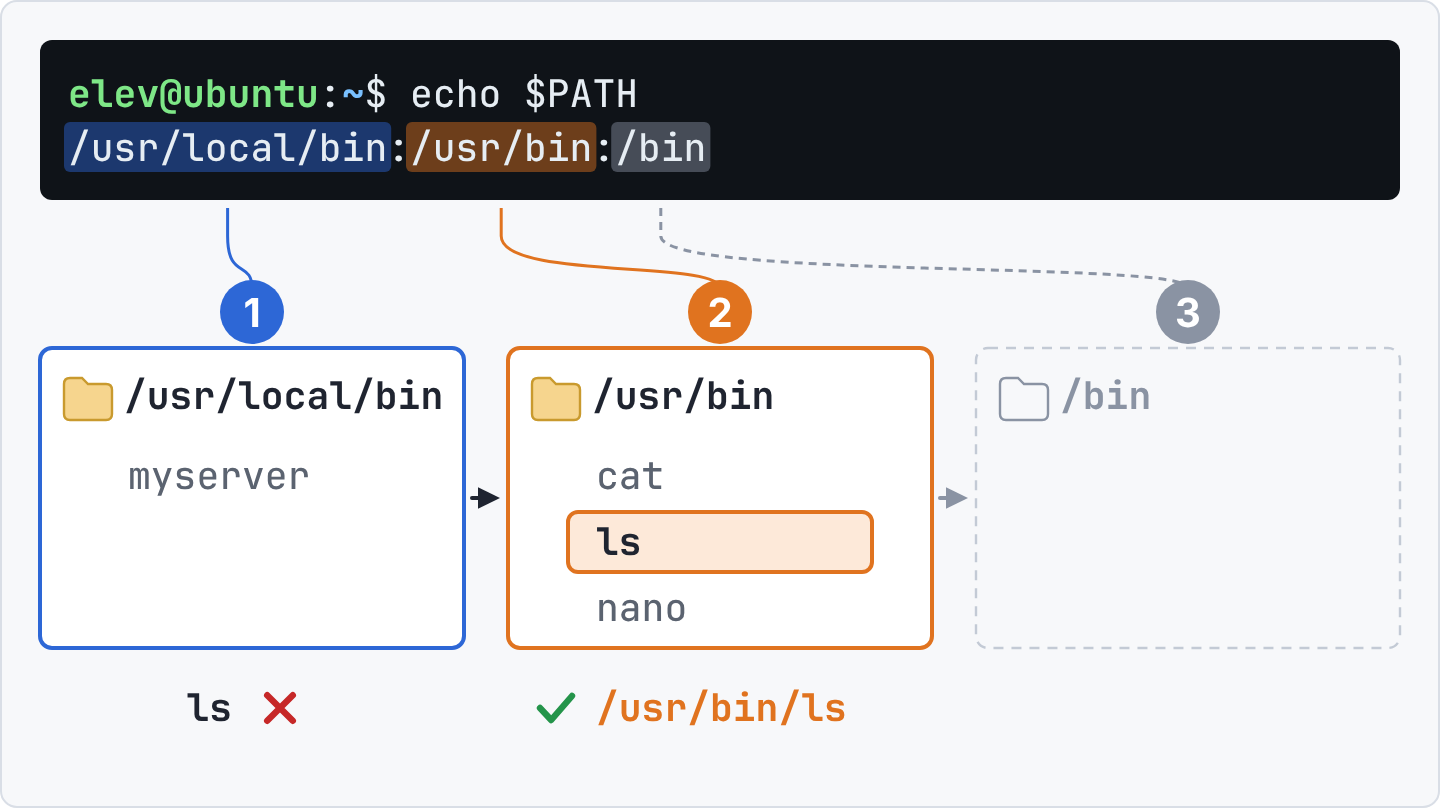 elev@ubuntu:~$ echo $PATH
/usr/local/bin:/usr/bin:/bin
1
2
3
/usr/local/bin
myserver
/usr/bin
cat
ls
nano
/bin
ls
/usr/bin/ls